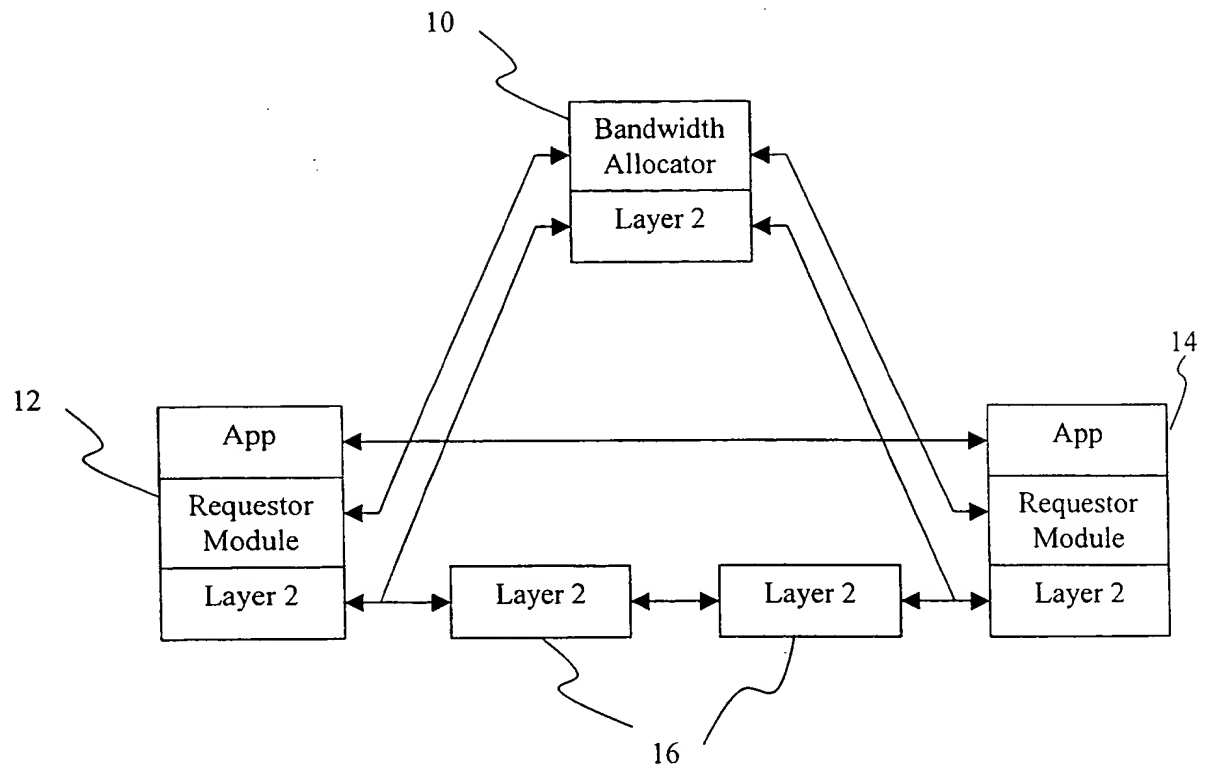 10
Bandwidth
Allocator
Layer 2
12
14
App
Requestor
Module
Layer 2
Layer 2
Layer 2
App
Requestor
Module
Layer 2
16